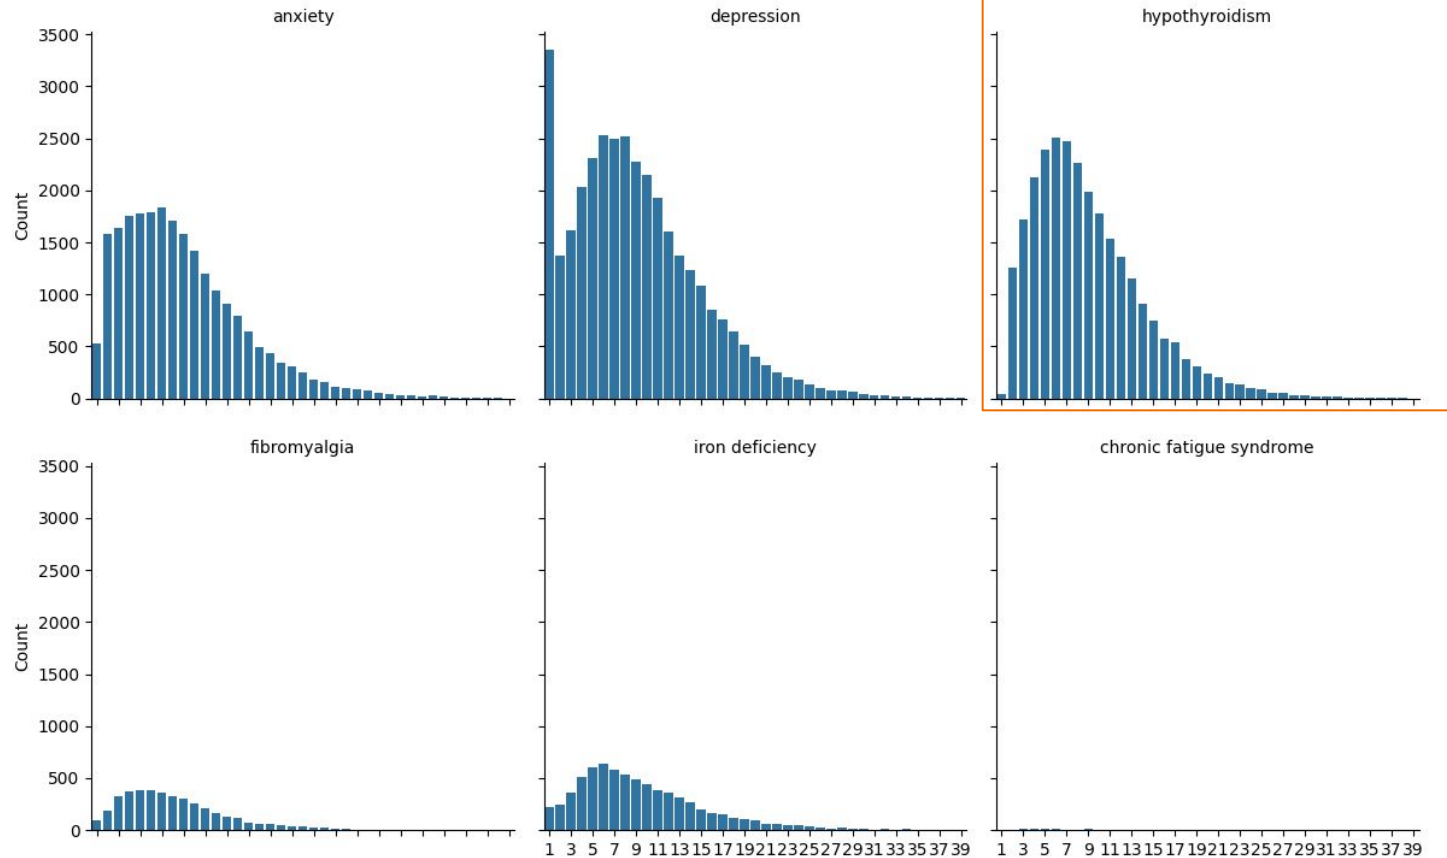 anxiety
depression
hypothyroidism
3500
3000
2500
2000
1500
1000
500
0
Count
fibromyalgia
iron deficiency
chronic fatigue syndrome
3500
3000
2500
2000
1500
1000
500
0
Count
1 3 5 7 9 11 13 15 17 19 21 23 25 27 29 31 33 35 37 39
1 3 5 7 9 11 13 15 17 19 21 23 25 27 29 31 33 35 37 39